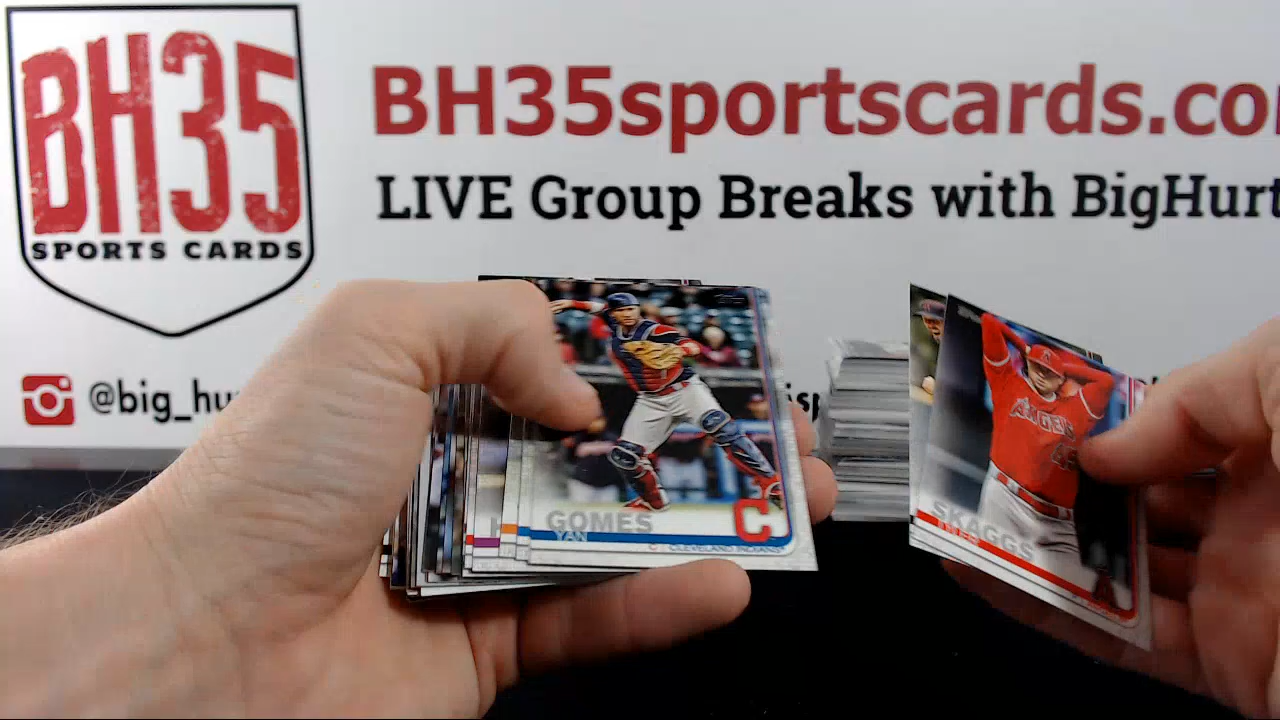 BH35
SPORTS CARDS
BH35sportscards.co
LIVE Group Breaks with BigHurt
@big_hu
GOMES
YAN
C CLEVELAND INDIANS
C
ANGELS
SKAGGS